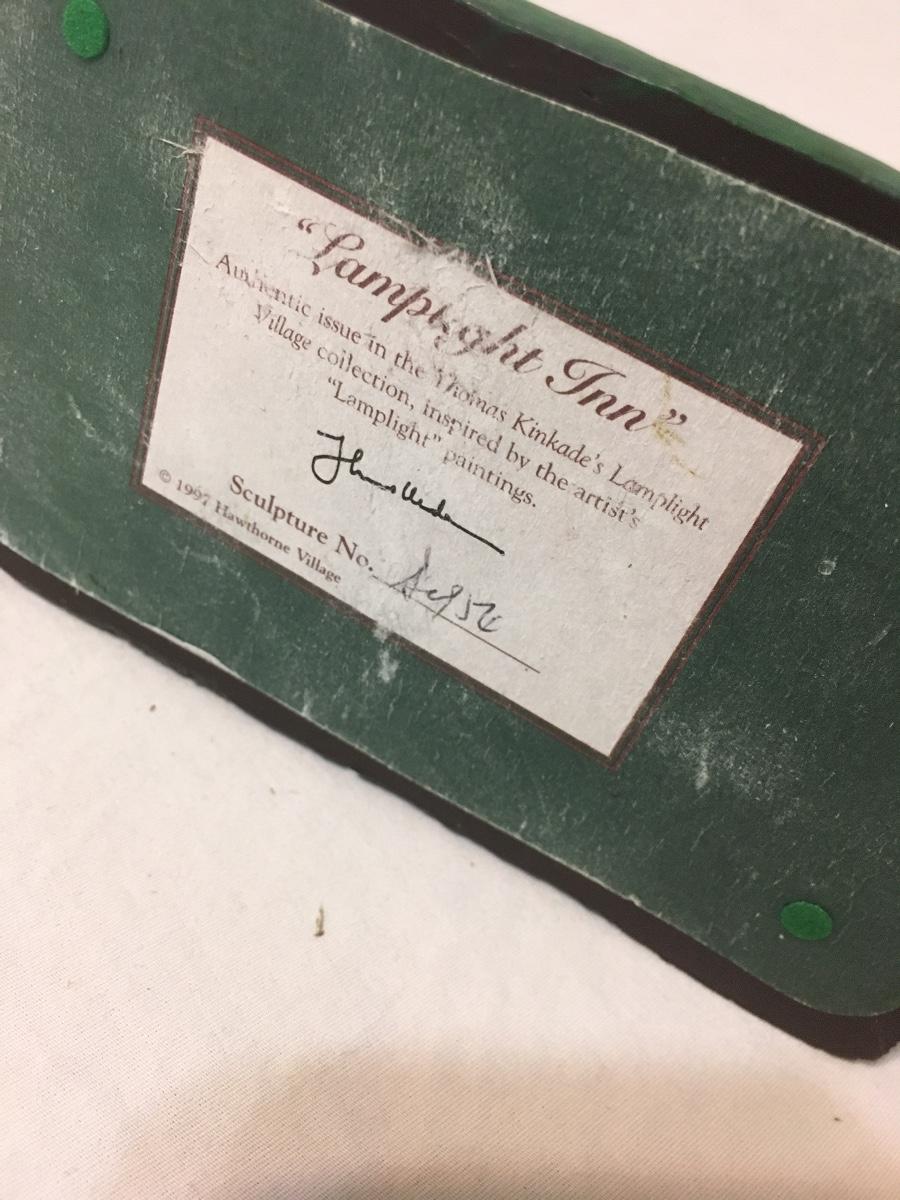 “Lamplight Inn”
Authentic issue in the Thomas Kinkade's Lamplight
Village collection, inspired by the artist's
“Lamplight” paintings.
Sculpture No.
© 1997 Hawthorne Village